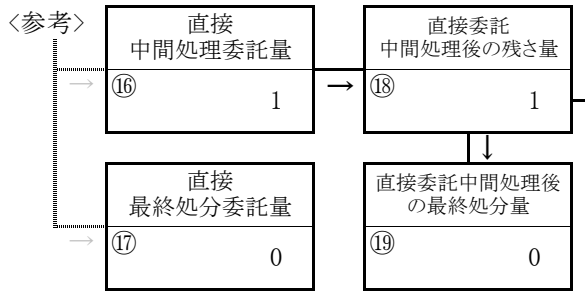 〈参考〉
直接
中間処理委託量
⑯
1
→
→
直接委託
中間処理後の残さ量
⑱
1
↓
直接
最終処分委託量
⑰
0
→
直接委託中間処理後
の最終処分量
⑲
0